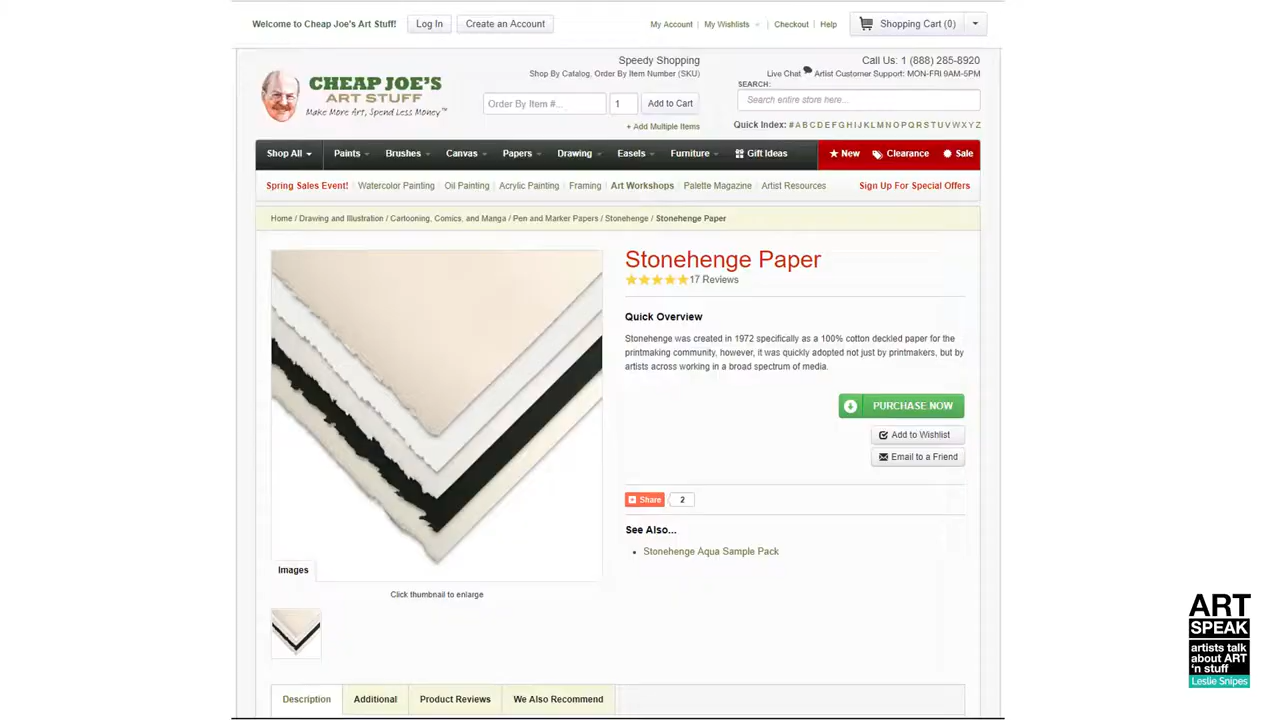 Welcome to Cheap Joe's Art Stuff!
Log In
Create an Account
My Account
My Wishlists
Checkout
Help
Shopping Cart (0)
CHEAP JOE'S
ART STUFF
Make More Art, Spend Less Money™
Speedy Shopping
Shop By Catalog, Order By Item Number (SKU)
Order By Item #...
1
Add to Cart
+ Add Multiple Items
Call Us: 1 (888) 285-8920
Live Chat Artist Customer Support: MON-FRI 9AM-5PM
SEARCH:
Search entire store here...
Quick Index: # A B C D E F G H I J K L M N O P Q R S T U V W X Y Z
Shop All Paints Brushes Canvas Papers Drawing Easels Furniture Gift Ideas New Clearance Sale
Spring Sales Event! Watercolor Painting Oil Painting Acrylic Painting Framing Art Workshops Palette Magazine Artist Resources Sign Up For Special Offers
Home / Drawing and Illustration / Cartooning, Comics, and Manga / Pen and Marker Papers / Stonehenge / Stonehenge Paper
Stonehenge Paper
17 Reviews
Quick Overview
Stonehenge was created in 1972 specifically as a 100% cotton deckled paper for the
printmaking community, however, it was quickly adopted not just by printmakers, but by
artists across working in a broad spectrum of media.
PURCHASE NOW
Add to Wishlist
Email to a Friend
Share 2
See Also...
Stonehenge Aqua Sample Pack
Images
Click thumbnail to enlarge
Description
Additional
Product Reviews
We Also Recommend
ART
SPEAK
artists talk
about ART
'n stuff
Leslie Snipes